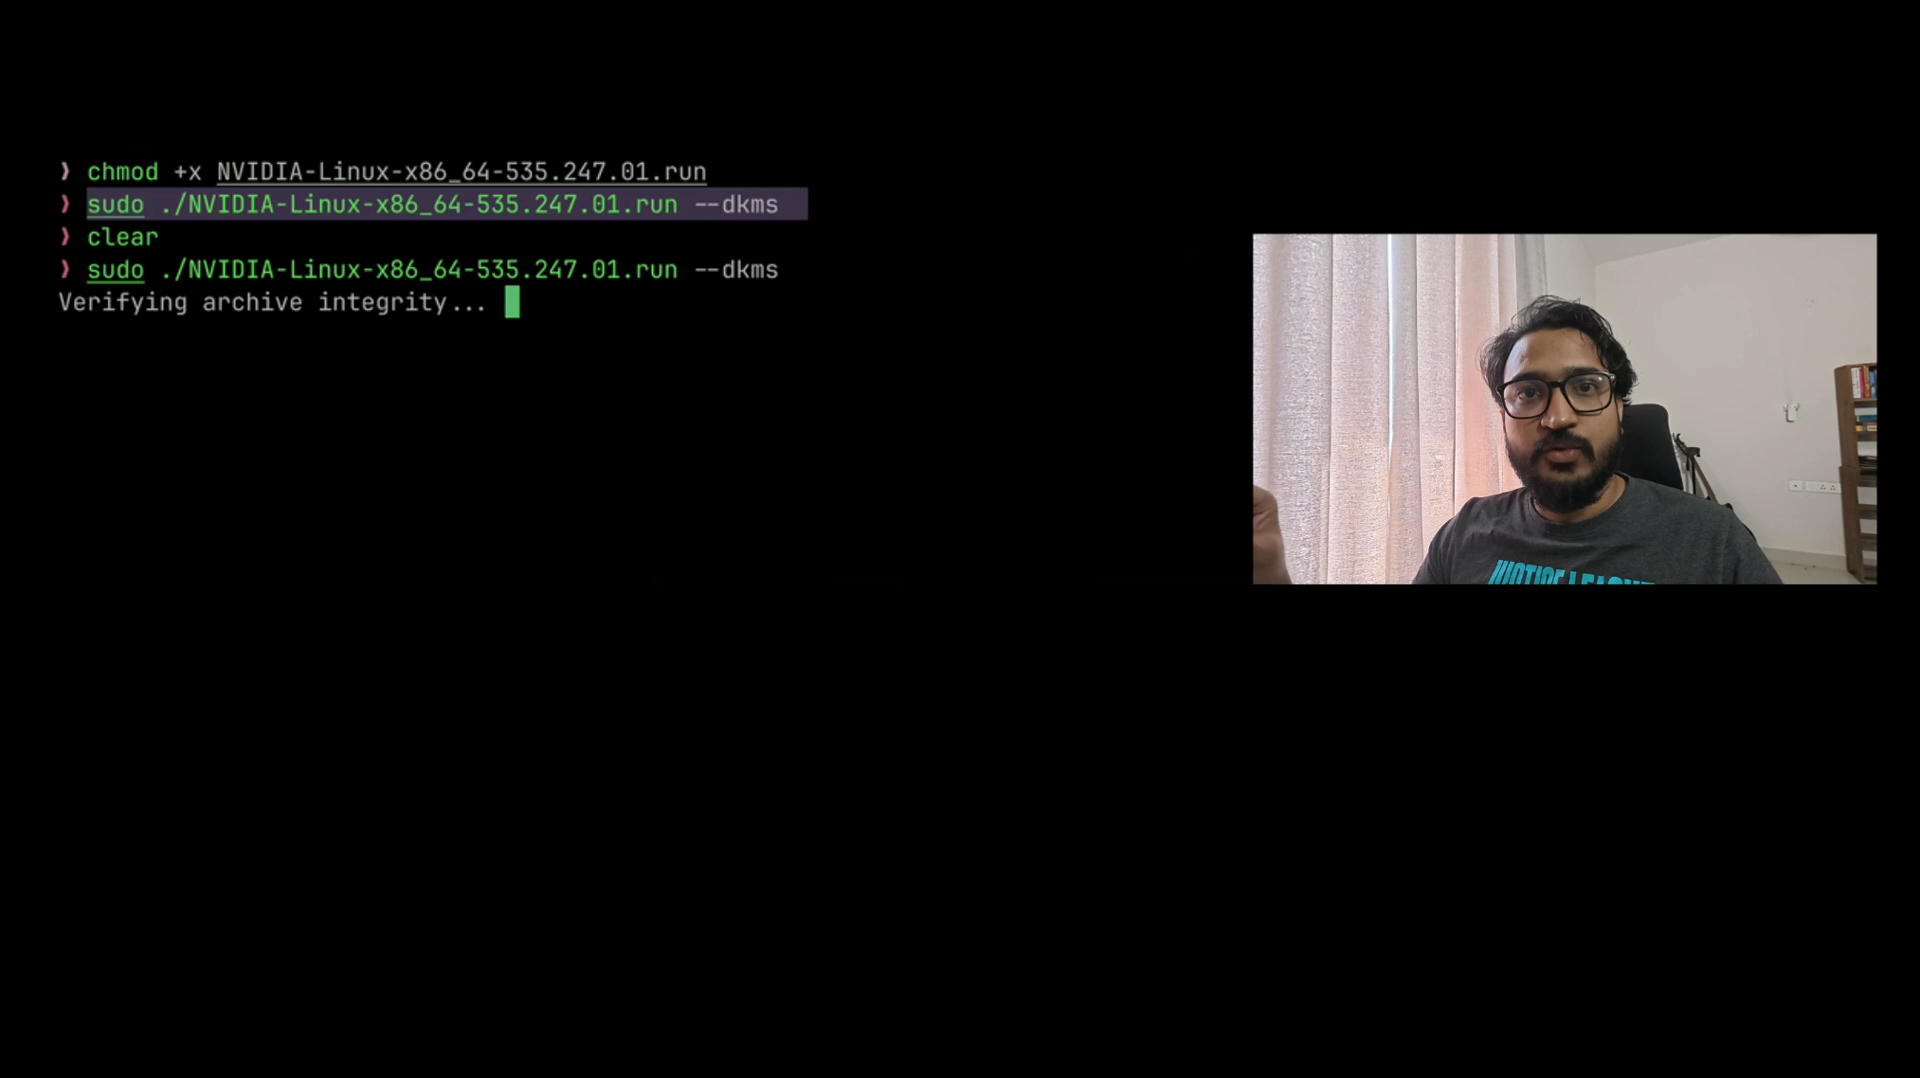 ❯ chmod +x NVIDIA-Linux-x86_64-535.247.01.run
❯ sudo ./NVIDIA-Linux-x86_64-535.247.01.run --dkms
❯ clear
❯ sudo ./NVIDIA-Linux-x86_64-535.247.01.run --dkms
Verifying archive integrity...